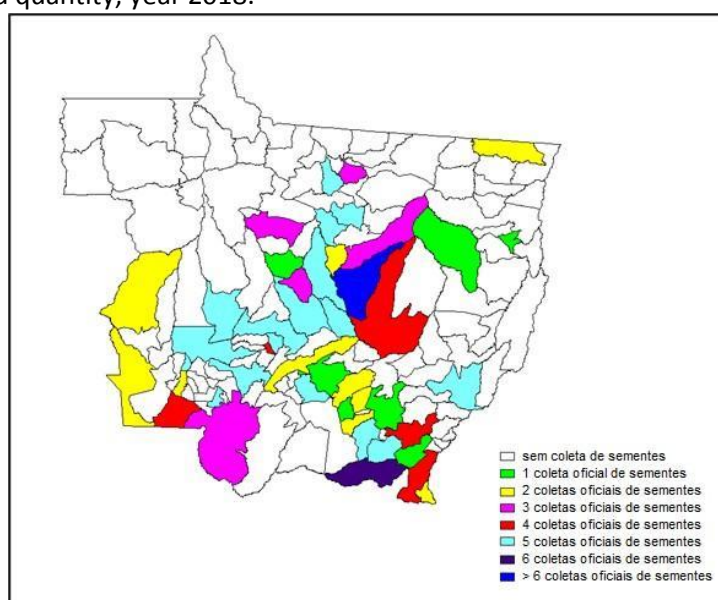 d quantity, year 2018.
sem coleta de sementes
1 coleta oficial de sementes
2 coletas oficiais de sementes
3 coletas oficiais de sementes
4 coletas oficiais de sementes
5 coletas oficiais de sementes
6 coletas oficiais de sementes
> 6 coletas oficiais de sementes